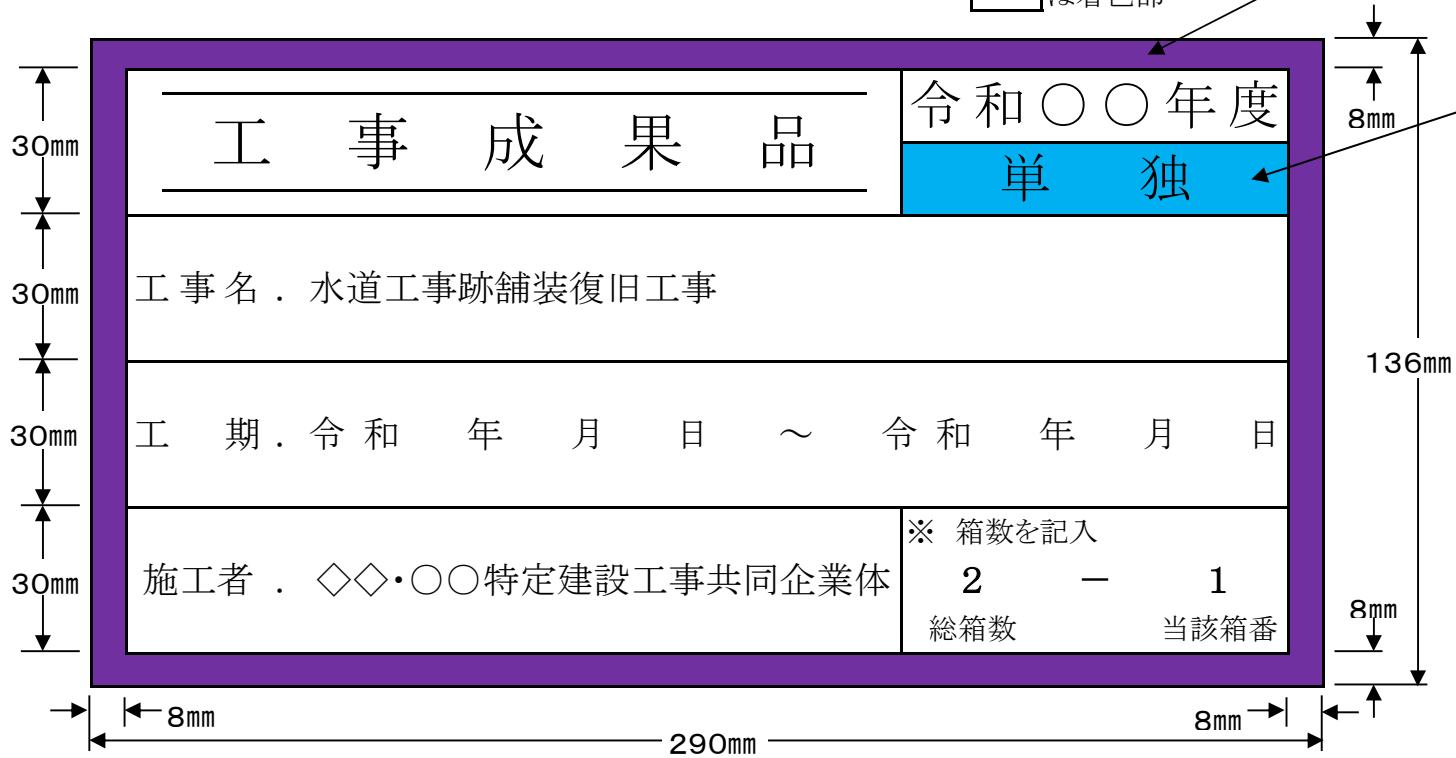 は着色部
工事成果品
令和〇〇年度
単独
工事名．水道工事跡舗装復旧工事
工期．令和 年 月 日 ～ 令和 年 月 日
施工者．◇◇・〇〇特定建設工事共同企業体
※ 箱数を記入
2 － 1
総箱数 当該箱番
30㎜
30㎜
30㎜
30㎜
8㎜
136㎜
8㎜
8㎜
8㎜
290㎜